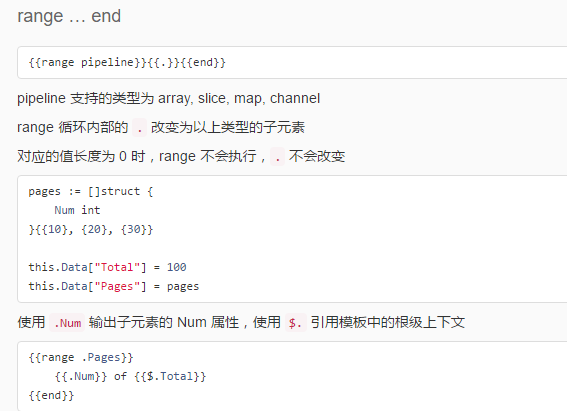 range … end
{{range pipeline}}{{.}}{{end}}
pipeline 支持的类型为 array, slice, map, channel
range 循环内部的 . 改变为以上类型的子元素
对应的值长度为 0 时，range 不会执行， . 不会改变
pages := []struct {
    Num int
}{{10}, {20}, {30}}
this.Data["Total"] = 100
this.Data["Pages"] = pages
使用 .Num 输出子元素的 Num 属性，使用 $. 引用模板中的根级上下文
{{range .Pages}}
    {{.Num}} of {{$.Total}}
{{end}}